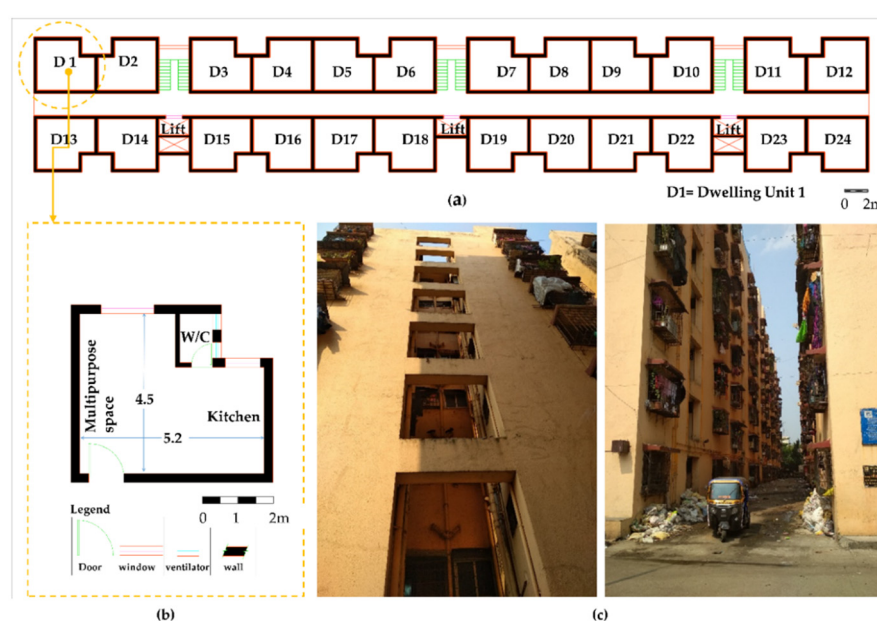 D 1
D2
D3
D4
D5
D6
D7
D8
D9
D10
D11
D12
D13
D14
Lift
D15
D16
D17
D18
Lift
D19
D20
D21
D22
Lift
D23
D24
(a)
D1= Dwelling Unit 1
0 2m
W/C
Multipurpose
space
4.5
Kitchen
5.2
Legend
0 1 2m
Door window ventilator wall
(b)
(c)